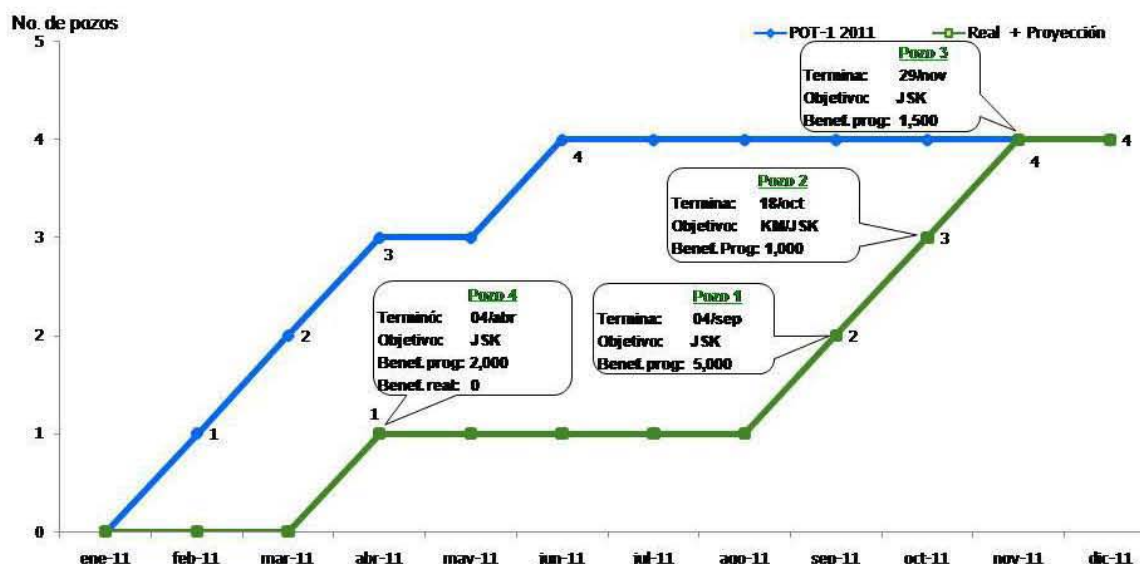 No. de pozos
POT-1 2011
Real + Proyección
5
4
3
2
1
0
Pozo 3
Termina: 29/nov
Objetivo: JSK
Benef. prog: 1,500
4
4
4
Pozo 2
Termina: 18/oct
Objetivo: KM/JSK
Benef. Prog: 1,000
3
3
Pozo 4
Terminó: 04/abr
Objetivo: JSK
Benef. prog: 2,000
Benef. real: 0
Pozo 1
Termina: 04/sep
Objetivo: JSK
Benef. prog: 5,000
2
2
1
1
ene-11 feb-11 mar-11 abr-11 may-11 jun-11 jul-11 ago-11 sep-11 oct-11 nov-11 dic-11